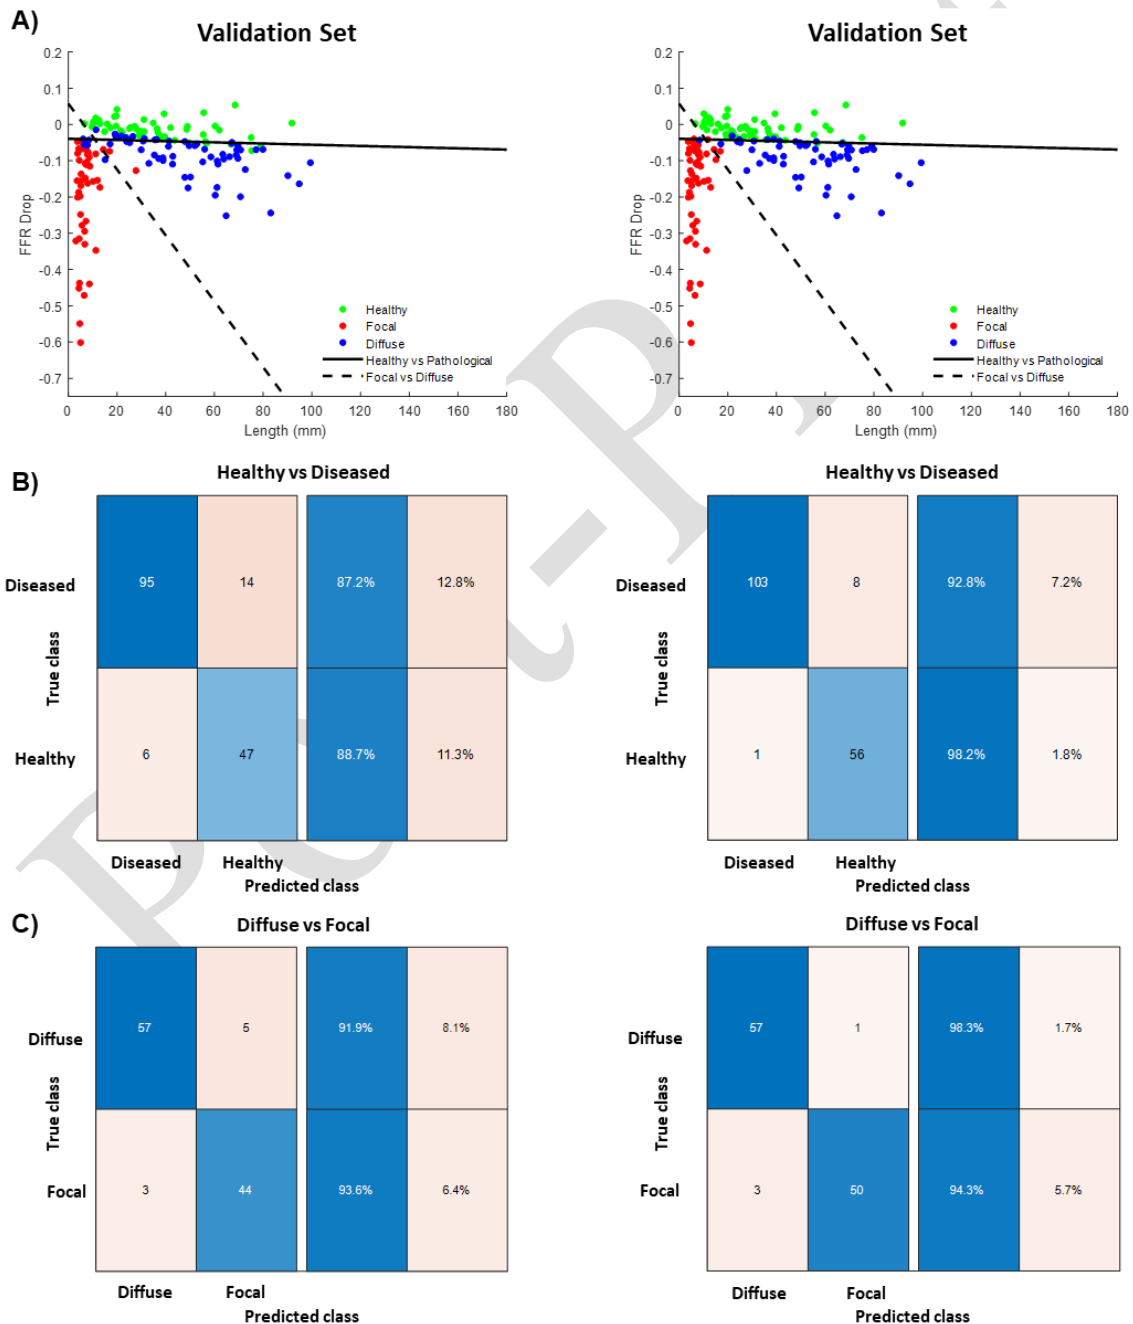 A)
Validation Set
0.2
0.1
0
-0.1
-0.2
-0.3
-0.4
-0.5
-0.6
-0.7
FFR Drop
Healthy
Focal
Diffuse
Healthy vs Pathological
Focal vs Diffuse
0 20 40 60 80 100 120 140 160 180
Length (mm)
Validation Set
0.2
0.1
0
-0.1
-0.2
-0.3
-0.4
-0.5
-0.6
-0.7
FFR Drop
Healthy
Focal
Diffuse
Healthy vs Pathological
Focal vs Diffuse
0 20 40 60 80 100 120 140 160 180
Length (mm)
B)
Healthy vs Diseased
Diseased 95 14 87.2% 12.8%
True class
Healthy 6 47 88.7% 11.3%
Diseased Healthy
Predicted class
Healthy vs Diseased
Diseased 103 8 92.8% 7.2%
True class
Healthy 1 56 98.2% 1.8%
Diseased Healthy
Predicted class
C)
Diffuse vs Focal
Diffuse 57 5 91.9% 8.1%
True class
Focal 3 44 93.6% 6.4%
Diffuse Focal
Predicted class
Diffuse vs Focal
Diffuse 57 1 98.3% 1.7%
True class
Focal 3 50 94.3% 5.7%
Diffuse Focal
Predicted class